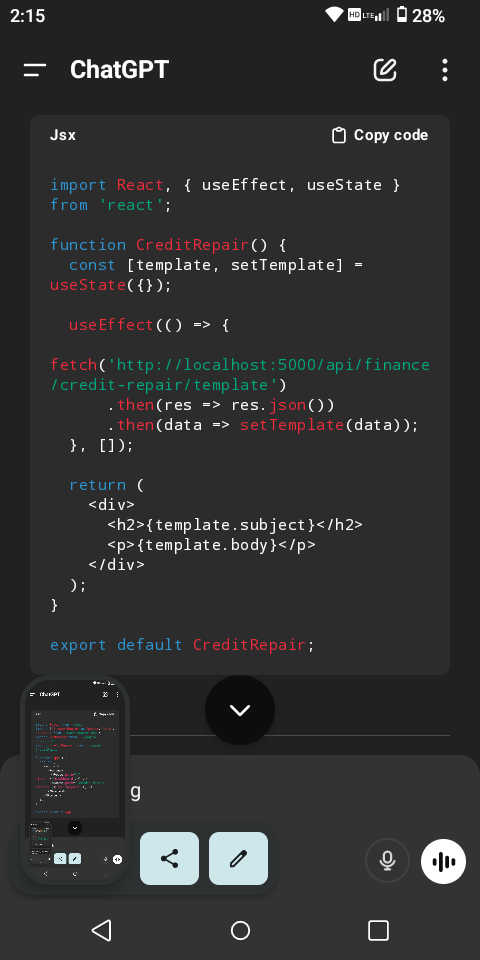 2:15
HD LTE 28%
ChatGPT
Jsx
Copy code
import React, { useEffect, useState }
from 'react';
function CreditRepair() {
const [template, setTemplate] =
useState({});
useEffect(() => {
fetch('http://localhost:5000/api/finance
/credit-repair/template')
.then(res => res.json())
.then(data => setTemplate(data));
}, []);
return (
<div>
<h2>{template.subject}</h2>
<p>{template.body}</p>
</div>
);
}
export default CreditRepair;
ChatGPT
g